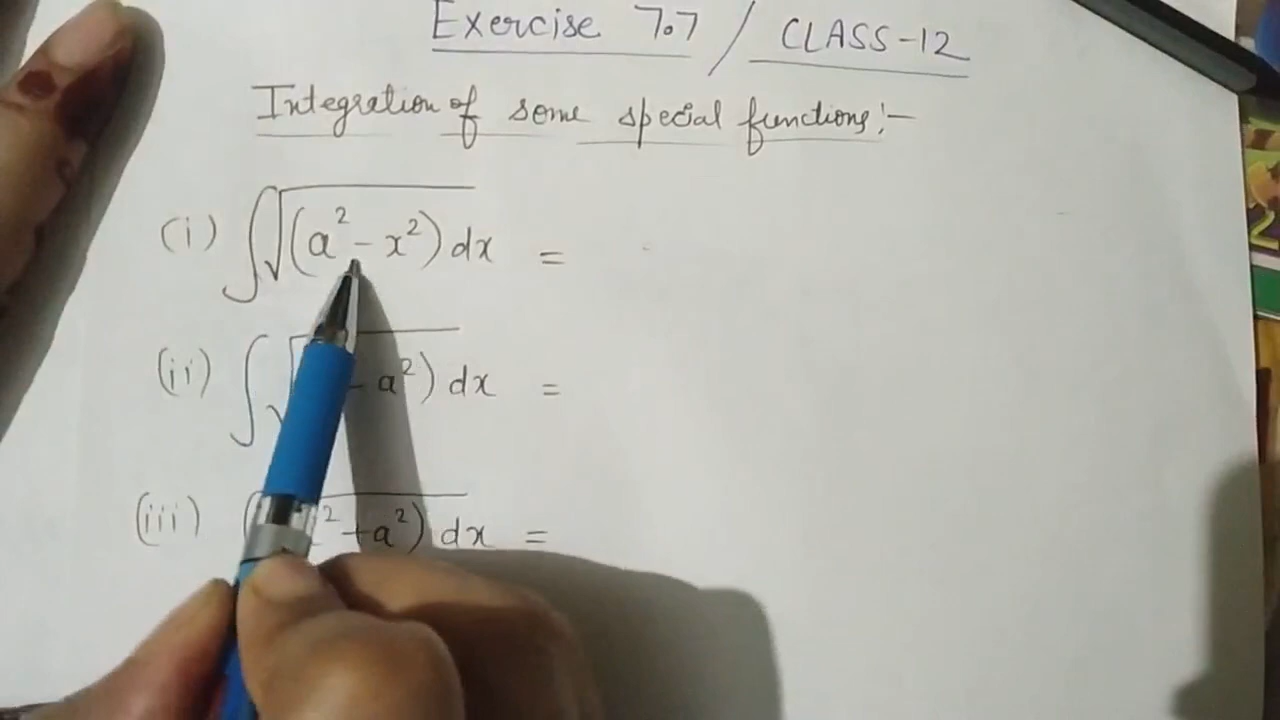 Exercise 7.7 / CLASS-12
Integration of some special functions:-
(i) ∫√(a²-x²) dx =
(ii) ∫√ - a²) dx =
(iii) ² + a²) dx =